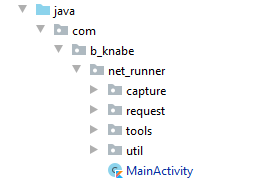 java
com
b_knabe
net_runner
capture
request
tools
util
MainActivity